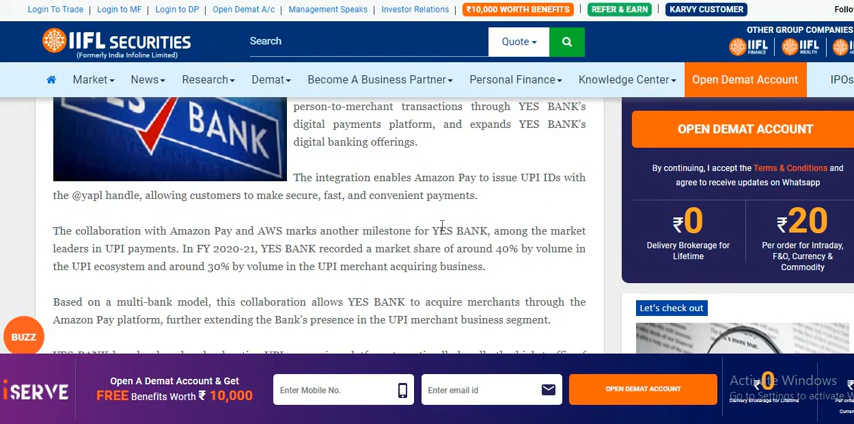 Login To Trade Login to MF Login to DP Open Demat A/c Management Speaks Investor Relations ₹10,000 WORTH BENEFITS REFER & EARN KARVY CUSTOMER
IIFL SECURITIES
(Formerly India Infoline Limited)
Search
Quote
OTHER GROUP COMPANIES
IIFL
FINANCE
IIFL
WEALTH
Market News Research Demat Become A Business Partner Personal Finance Knowledge Center Open Demat Account IPOs
YES BANK
person-to-merchant transactions through YES BANK's
digital payments platform, and expands YES BANK's
digital banking offerings.
The integration enables Amazon Pay to issue UPI IDs with
the @yapl handle, allowing customers to make secure, fast, and convenient payments.
The collaboration with Amazon Pay and AWS marks another milestone for YES BANK, among the market
leaders in UPI payments. In FY 2020-21, YES BANK recorded a market share of around 40% by volume in
the UPI ecosystem and around 30% by volume in the UPI merchant acquiring business.
Based on a multi-bank model, this collaboration allows YES BANK to acquire merchants through the
Amazon Pay platform, further extending the Bank's presence in the UPI merchant business segment.
OPEN DEMAT ACCOUNT
By continuing, I accept the Terms & Conditions and
agree to receive updates on Whatsapp
₹0
Delivery Brokerage for
Lifetime
₹20
Per order for Intraday,
F&O, Currency &
Commodity
Let's check out
BUZZ
iSERVE
Open A Demat Account & Get
FREE Benefits Worth ₹ 10,000
Enter Mobile No.
Enter email id
OPEN DEMAT ACCOUNT
₹0
Delivery Brokerage for
Lifetime
Activate Windows
Go to Settings to activate W